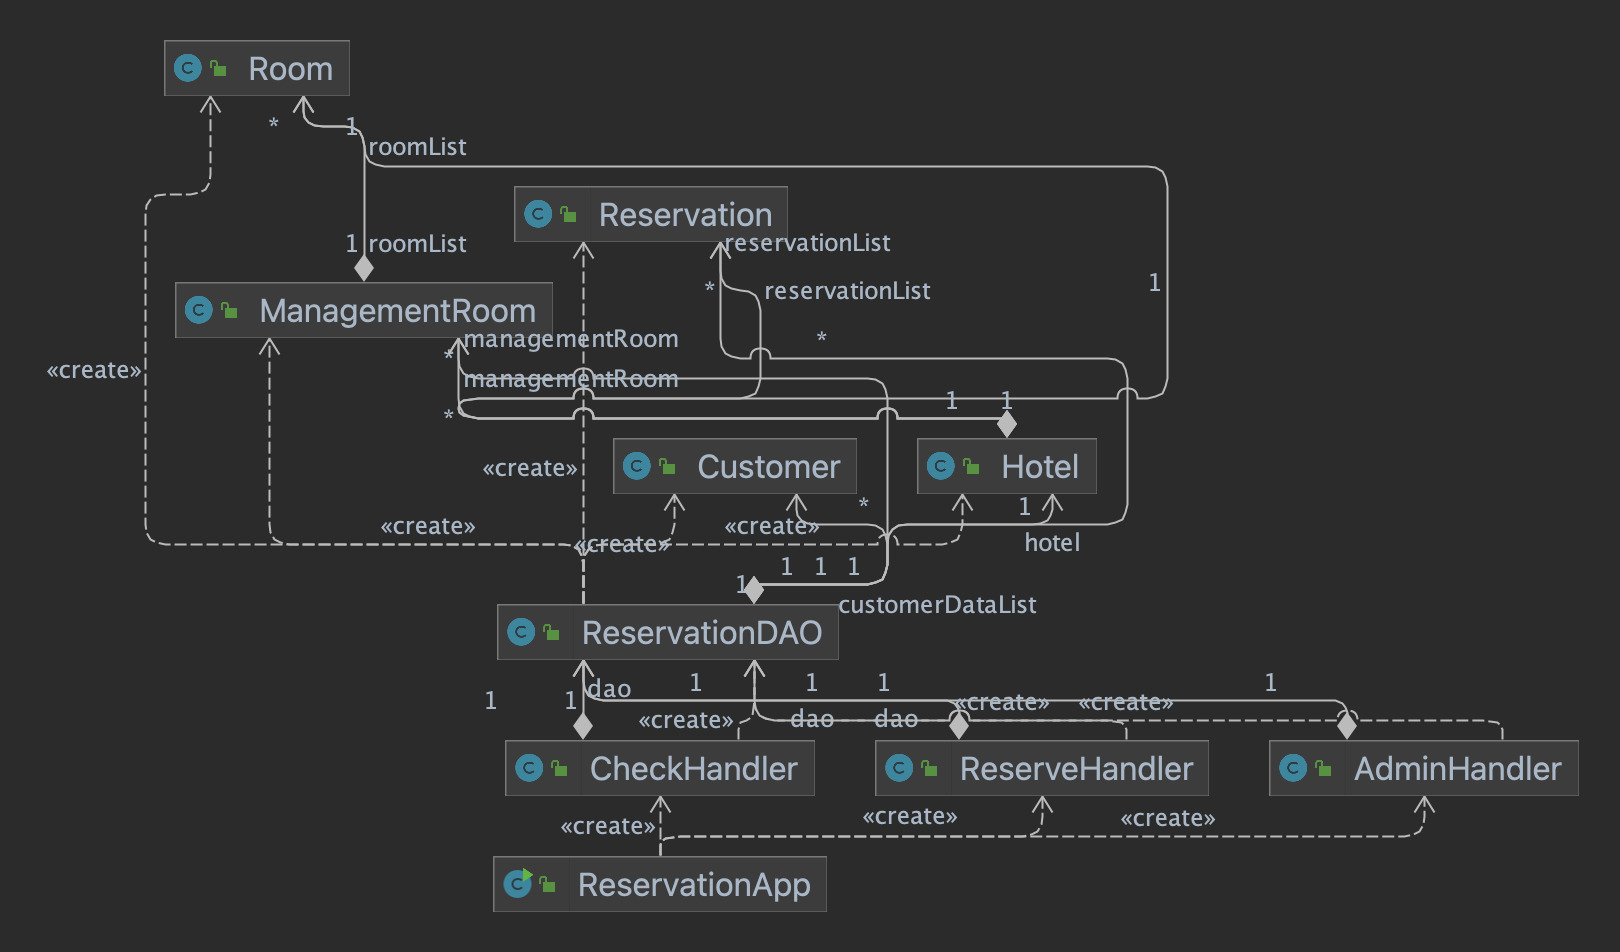 Room
*
1
roomList
Reservation
1
roomList
reservationList
1
*
reservationList
ManagementRoom
managementRoom
*
*
«create»
managementRoom
*
1
1
«create»
Customer
Hotel
*
1
«create»
«create»
«create»
hotel
1
1
1
1
customerDataList
ReservationDAO
1
1
dao
1
1
1
1
«create»
«create»
«create»
dao
dao
CheckHandler
ReserveHandler
AdminHandler
«create»
«create»
«create»
ReservationApp